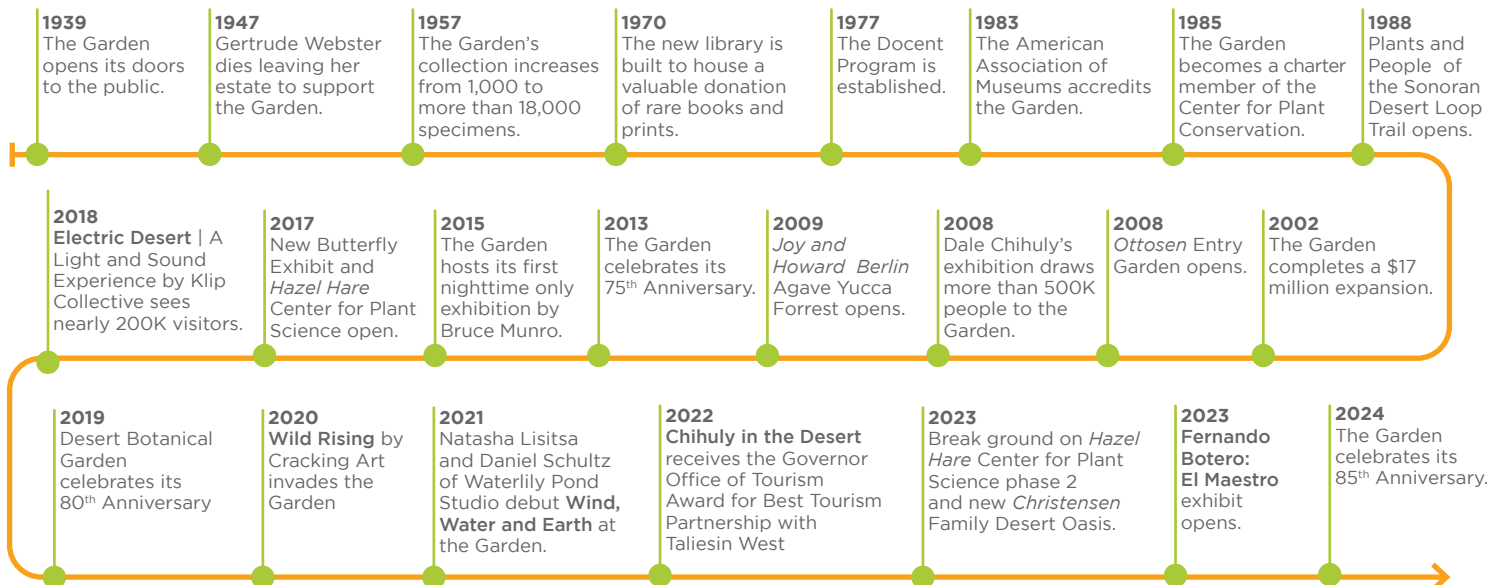 1939
The Garden
opens its doors
to the public.
1947
Gertrude Webster
dies leaving her
estate to support
the Garden.
1957
The Garden's
collection increases
from 1,000 to
more than 18,000
specimens.
1970
The new library is
built to house a
valuable donation
of rare books and
prints.
1977
The Docent
Program is
established.
1983
The American
Association of
Museums accredits
the Garden.
1985
The Garden
becomes a charter
member of the
Center for Plant
Conservation.
1988
Plants and
People of
the Sonoran
Desert Loop
Trail opens.
2018
Electric Desert | A
Light and Sound
Experience by Klip
Collective sees
nearly 200K visitors.
2017
New Butterfly
Exhibit and
Hazel Hare
Center for Plant
Science open.
2015
The Garden
hosts its first
nighttime only
exhibition by
Bruce Munro.
2013
The Garden
celebrates its
75th Anniversary.
2009
Joy and
Howard Berlin
Agave Yucca
Forrest opens.
2008
Dale Chihuly's
exhibition draws
more than 500K
people to the
Garden.
2008
Ottosen Entry
Garden opens.
2002
The Garden
completes a $17
million expansion.
2019
Desert Botanical
Garden
celebrates its
80th Anniversary
2020
Wild Rising by
Cracking Art
invades the
Garden
2021
Natasha Lisitsa
and Daniel Schultz
of Waterlily Pond
Studio debut Wind,
Water and Earth at
the Garden.
2022
Chihuly in the Desert
receives the Governor
Office of Tourism
Award for Best Tourism
Partnership with
Taliesin West
2023
Break ground on Hazel
Hare Center for Plant
Science phase 2
and new Christensen
Family Desert Oasis.
2023
Fernando
Botero:
El Maestro
exhibit
opens.
2024
The Garden
celebrates its
85th Anniversary.